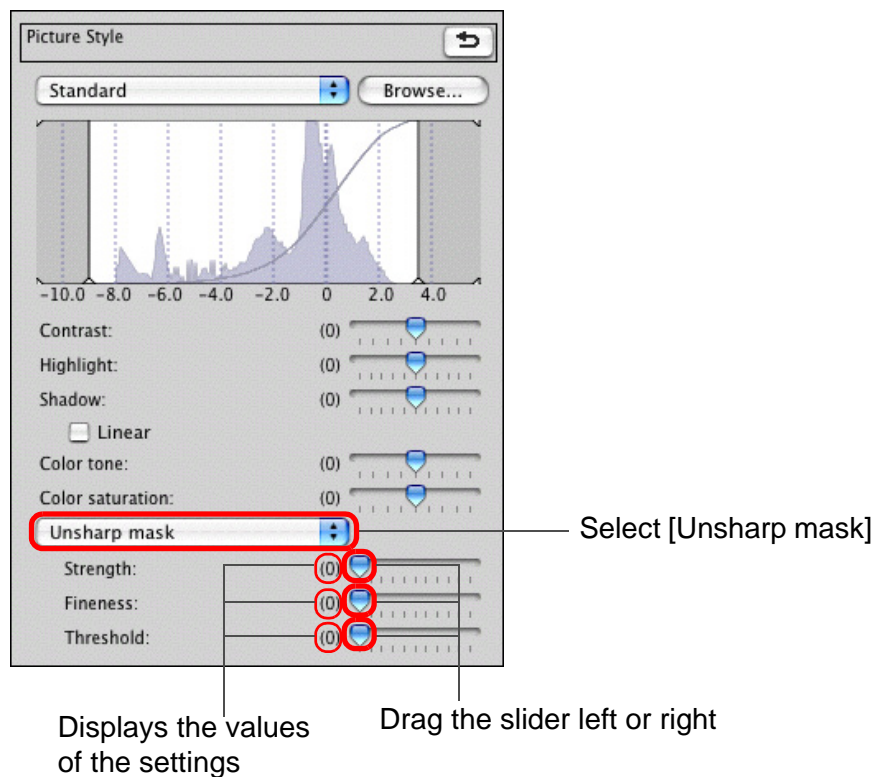 Picture Style
Standard Browse...
-10.0 -8.0 -6.0 -4.0 -2.0 0 2.0 4.0
Contrast: (0)
Highlight: (0)
Shadow: (0)
Linear
Color tone: (0)
Color saturation: (0)
Unsharp mask
Select [Unsharp mask]
Strength: (0)
Fineness: (0)
Threshold: (0)
Displays the values
of the settings
Drag the slider left or right